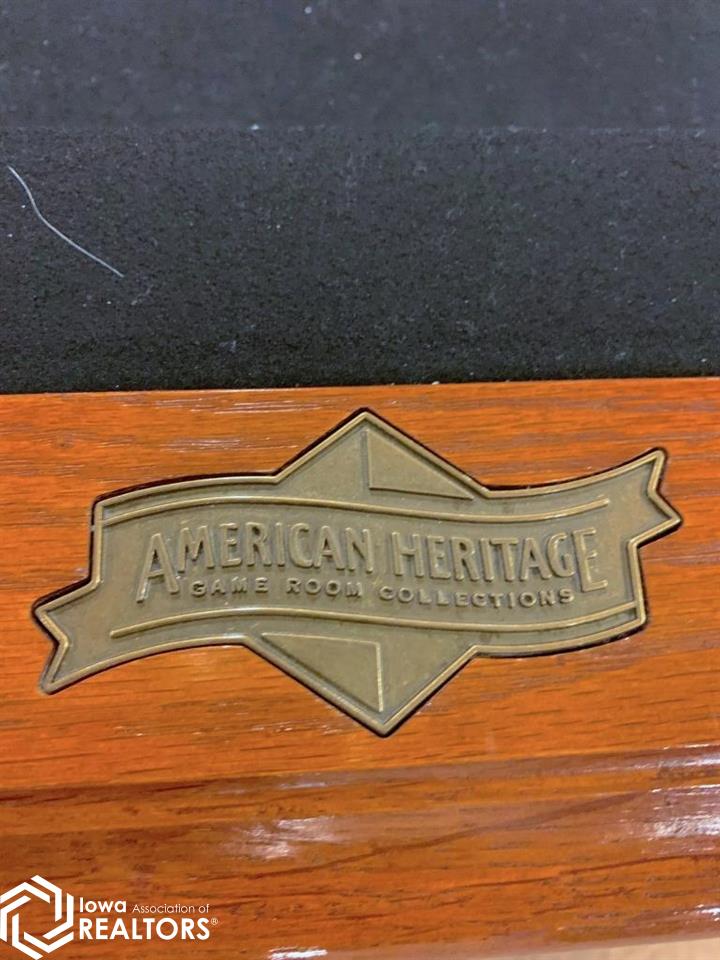 AMERICAN HERITAGE
GAME ROOM COLLECTIONS
Iowa Association of
REALTORS®